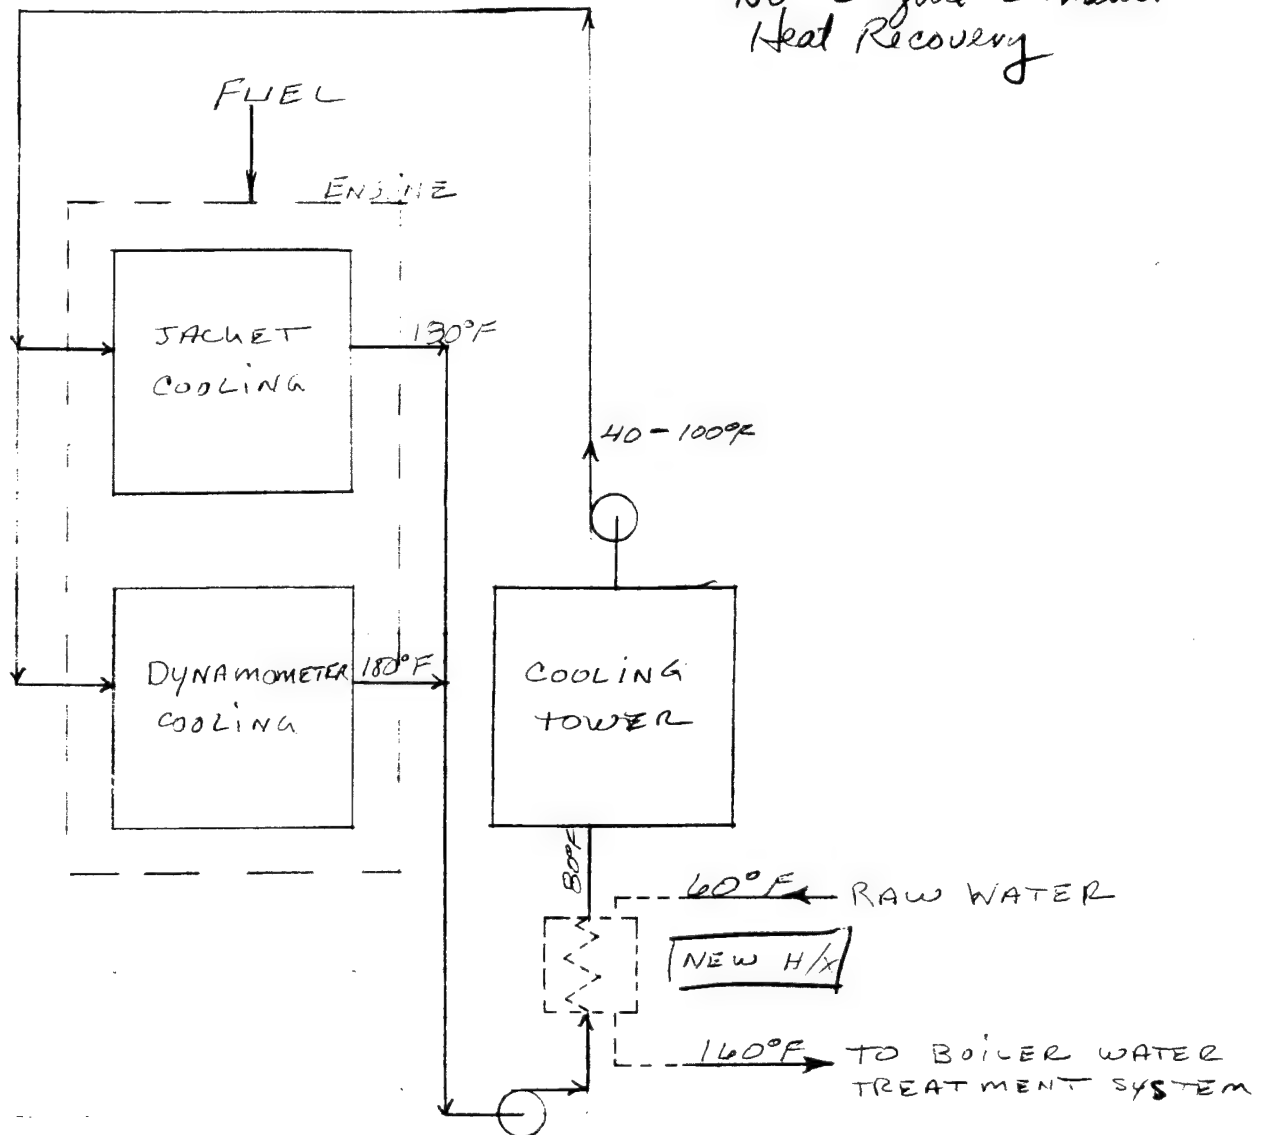 Heat Recovery
FUEL
ENGINE
JACKET
COOLING
130°F
40-100°F
DYNAMOMETER
COOLING
180°F
COOLING
TOWER
80°F
60°F
RAW WATER
NEW H/X
160°F
TO BOILER WATER
TREATMENT SYSTEM